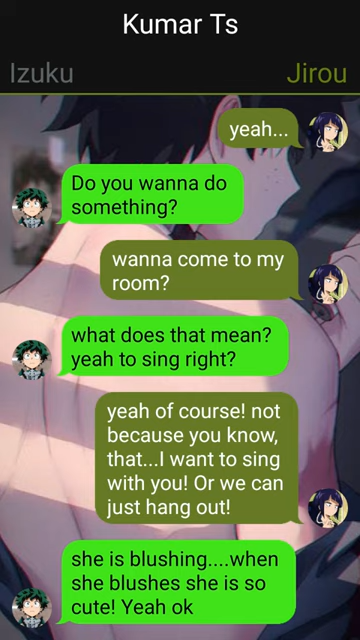 Kumar Ts
Izuku
Jirou
yeah...
Do you wanna do
something?
wanna come to my
room?
what does that mean?
yeah to sing right?
yeah of course! not
because you know,
that...I want to sing
with you! Or we can
just hang out!
she is blushing....when
she blushes she is so
cute! Yeah ok